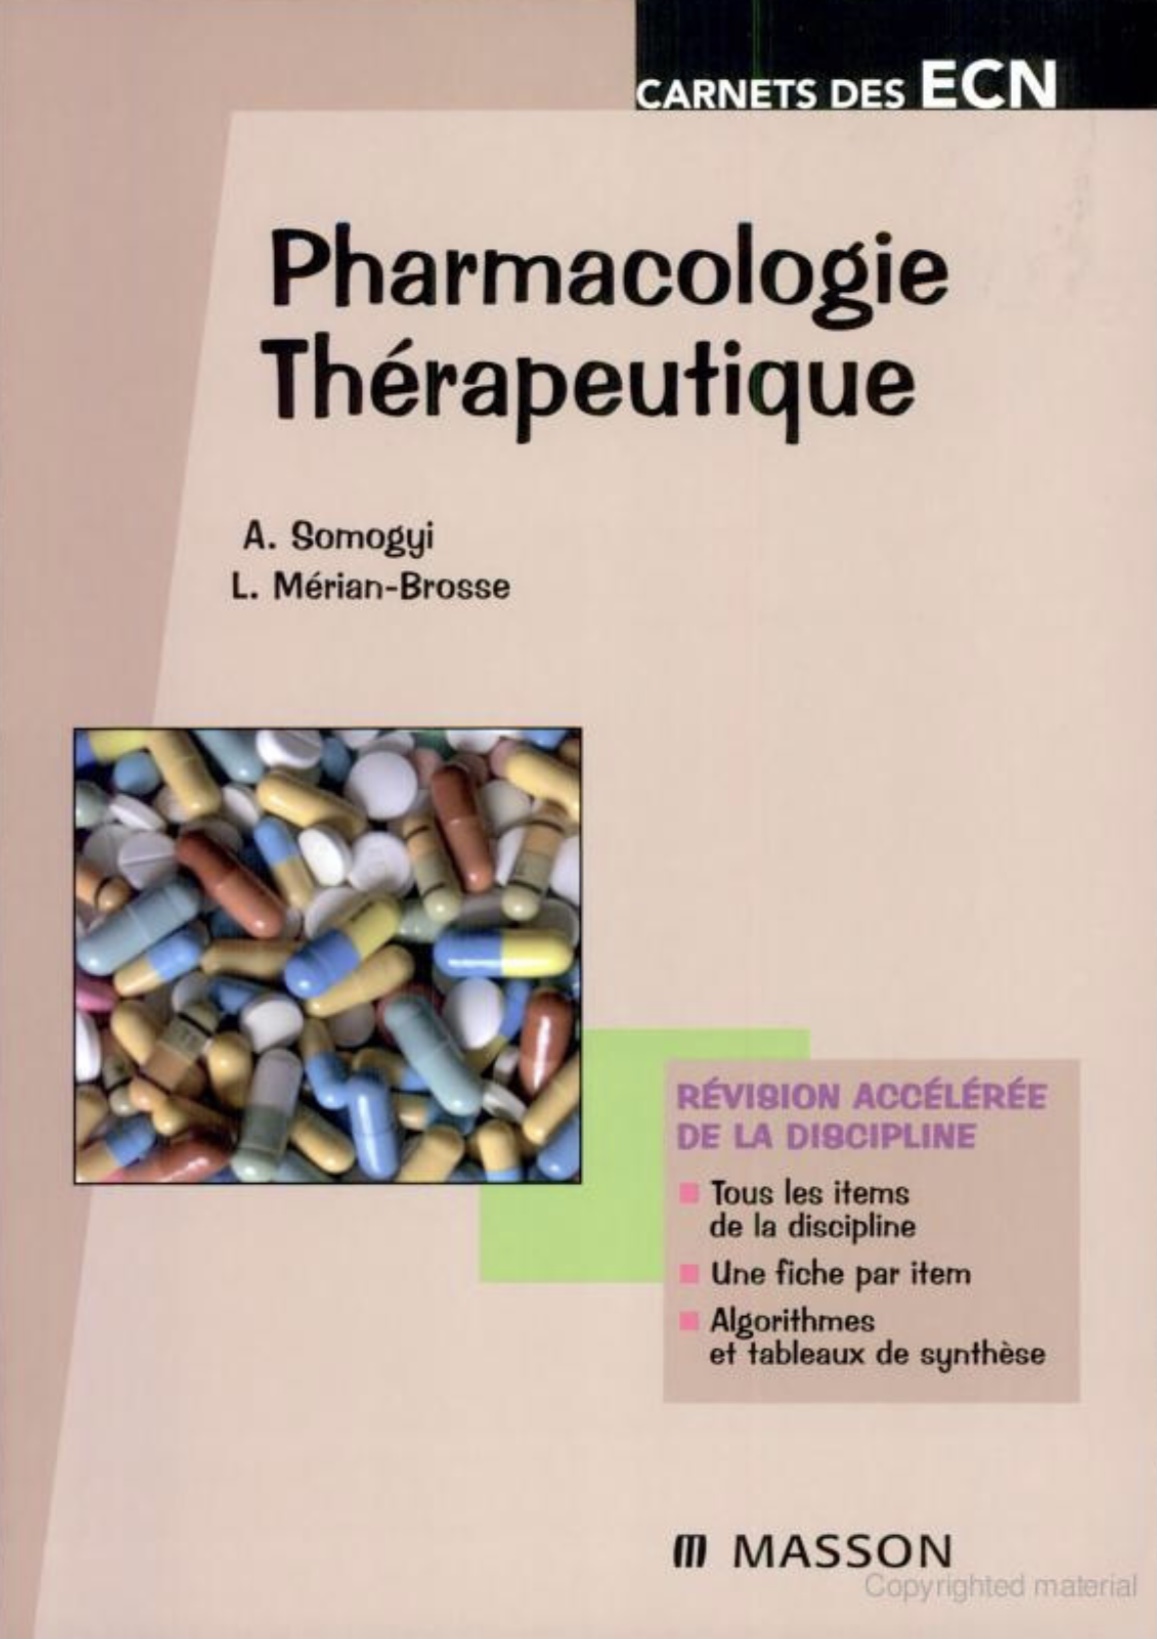 CARNETS DES ECN
Pharmacologie
Thérapeutique
A. Somogyi
L. Mérian-Brosse
RÉVISION ACCÉLÉRÉE
DE LA DISCIPLINE
Tous les items
de la discipline
Une fiche par item
Algorithmes
et tableaux de synthèse
MASSON
Copyrighted material